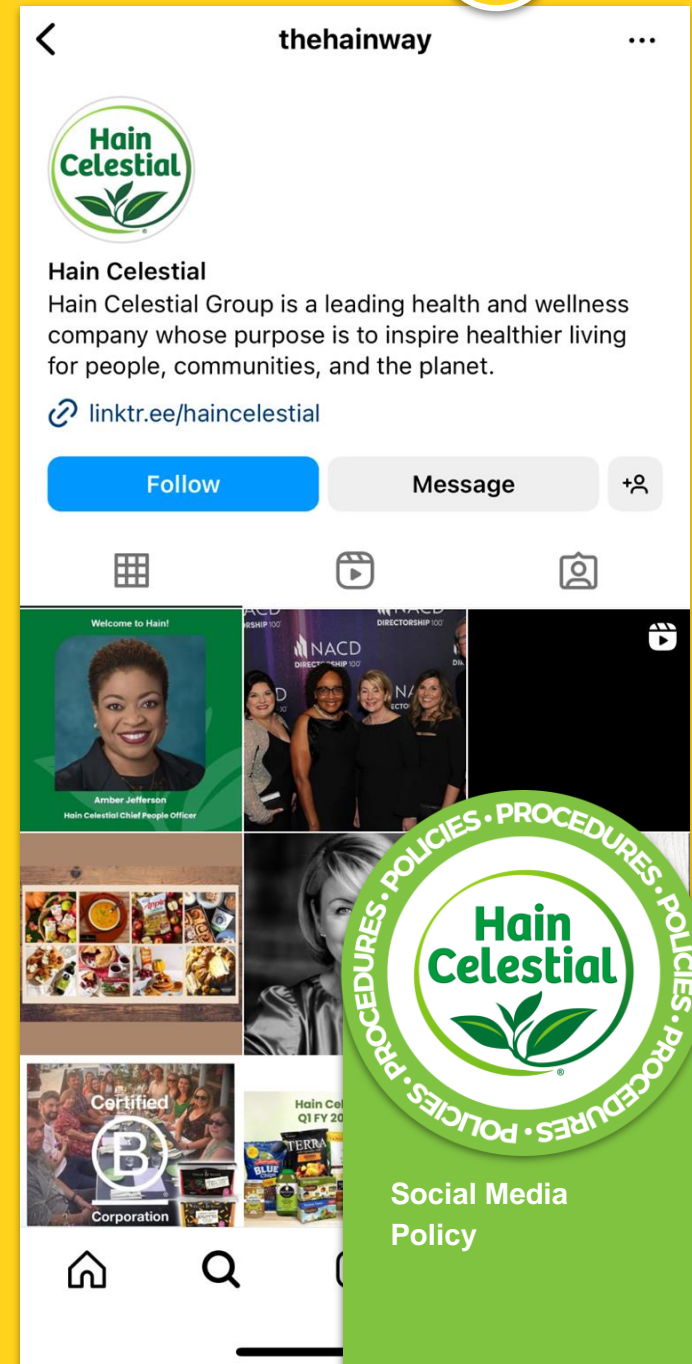 thehainway
Hain
Celestial
Hain Celestial
Hain Celestial Group is a leading health and wellness
company whose purpose is to inspire healthier living
for people, communities, and the planet.
linktr.ee/haincelestial
Follow
Message
Welcome to Hain!
Amber Jefferson
Hain Celestial Chief People Officer
DIRECTORSHIP 100
NACD
DIRECTORSHIP 100
Certified
B
Corporation
Q1 FY 20
TERRA
BLUE
POLICIES • PROCEDURES • POLICIES • PROCEDURES • POLICIES • PROCEDURES •
Hain
Celestial
®
Social Media
Policy